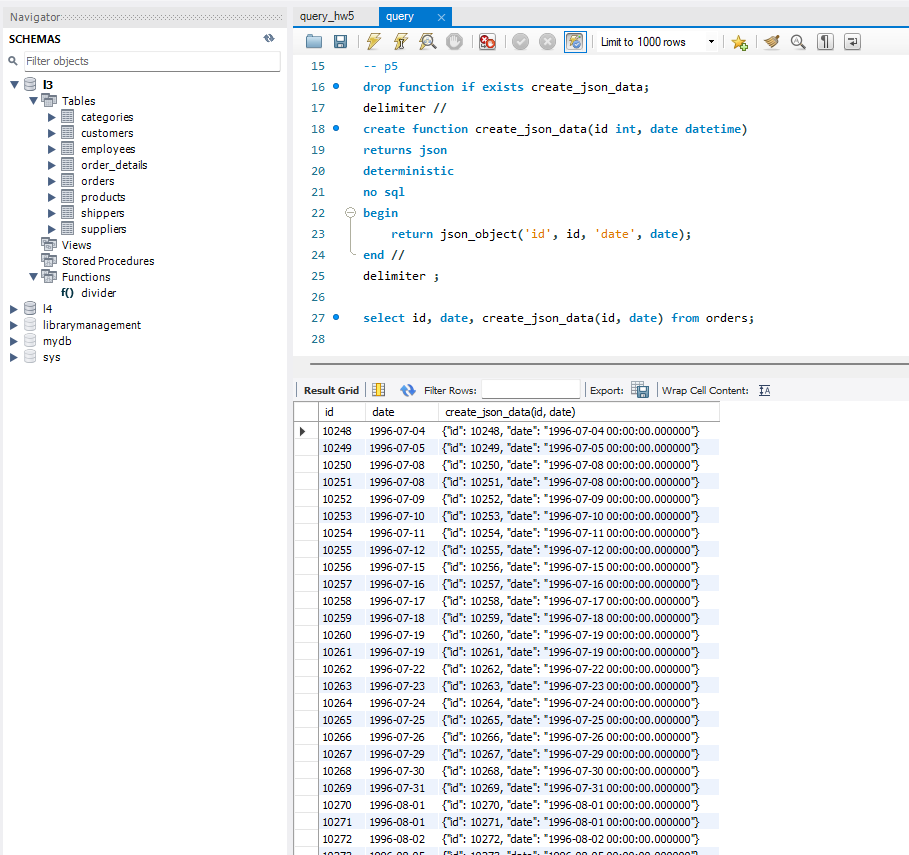 Navigator
SCHEMAS
Filter objects
l3
Tables
categories
customers
employees
order_details
orders
products
shippers
suppliers
Views
Stored Procedures
Functions
f() divider
l4
librarymanagement
mydb
sys
query_hw5 query
Limit to 1000 rows
15 -- p5
16 drop function if exists create_json_data;
17 delimiter //
18 create function create_json_data(id int, date datetime)
19 returns json
20 deterministic
21 no sql
22 begin
23 return json_object('id', id, 'date', date);
24 end //
25 delimiter ;
26
27 select id, date, create_json_data(id, date) from orders;
28
Result Grid Filter Rows: Export: Wrap Cell Content:
id date create_json_data(id, date)
10248 1996-07-04 {"id": 10248, "date": "1996-07-04 00:00:00.000000"}
10249 1996-07-05 {"id": 10249, "date": "1996-07-05 00:00:00.000000"}
10250 1996-07-08 {"id": 10250, "date": "1996-07-08 00:00:00.000000"}
10251 1996-07-08 {"id": 10251, "date": "1996-07-08 00:00:00.000000"}
10252 1996-07-09 {"id": 10252, "date": "1996-07-09 00:00:00.000000"}
10253 1996-07-10 {"id": 10253, "date": "1996-07-10 00:00:00.000000"}
10254 1996-07-11 {"id": 10254, "date": "1996-07-11 00:00:00.000000"}
10255 1996-07-12 {"id": 10255, "date": "1996-07-12 00:00:00.000000"}
10256 1996-07-15 {"id": 10256, "date": "1996-07-15 00:00:00.000000"}
10257 1996-07-16 {"id": 10257, "date": "1996-07-16 00:00:00.000000"}
10258 1996-07-17 {"id": 10258, "date": "1996-07-17 00:00:00.000000"}
10259 1996-07-18 {"id": 10259, "date": "1996-07-18 00:00:00.000000"}
10260 1996-07-19 {"id": 10260, "date": "1996-07-19 00:00:00.000000"}
10261 1996-07-19 {"id": 10261, "date": "1996-07-19 00:00:00.000000"}
10262 1996-07-22 {"id": 10262, "date": "1996-07-22 00:00:00.000000"}
10263 1996-07-23 {"id": 10263, "date": "1996-07-23 00:00:00.000000"}
10264 1996-07-24 {"id": 10264, "date": "1996-07-24 00:00:00.000000"}
10265 1996-07-25 {"id": 10265, "date": "1996-07-25 00:00:00.000000"}
10266 1996-07-26 {"id": 10266, "date": "1996-07-26 00:00:00.000000"}
10267 1996-07-29 {"id": 10267, "date": "1996-07-29 00:00:00.000000"}
10268 1996-07-30 {"id": 10268, "date": "1996-07-30 00:00:00.000000"}
10269 1996-07-31 {"id": 10269, "date": "1996-07-31 00:00:00.000000"}
10270 1996-08-01 {"id": 10270, "date": "1996-08-01 00:00:00.000000"}
10271 1996-08-01 {"id": 10271, "date": "1996-08-01 00:00:00.000000"}
10272 1996-08-02 {"id": 10272, "date": "1996-08-02 00:00:00.000000"}